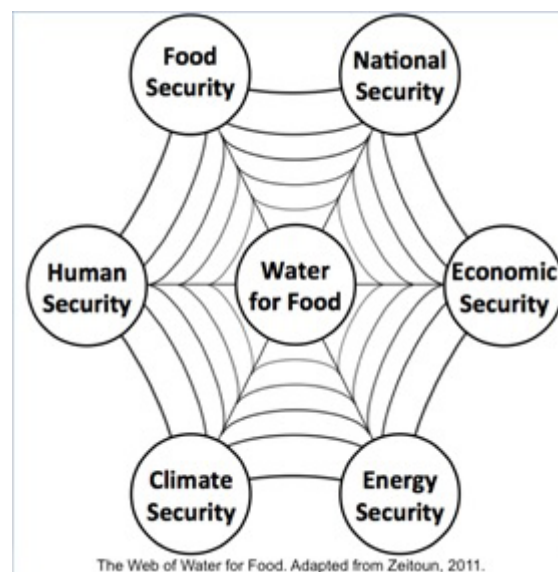 Food
Security
National
Security
Human
Security
Water
for Food
Economic
Security
Climate
Security
Energy
Security
The Web of Water for Food. Adapted from Zeitoun, 2011.